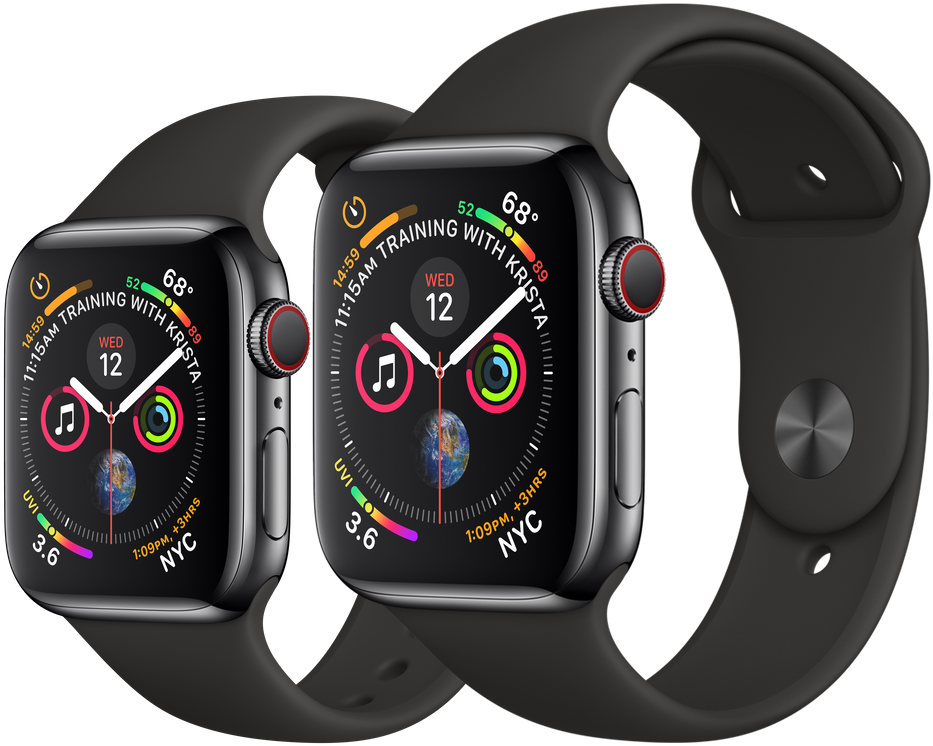 52
68°
89
14:59
11:15AM TRAINING WITH KRISTA
WED
12
UVI
3.6
1:09PM, +3HRS
NYC
52
68°
89
14:59
11:15AM TRAINING WITH KRISTA
WED
12
UVI
3.6
1:09PM, +3HRS
NYC